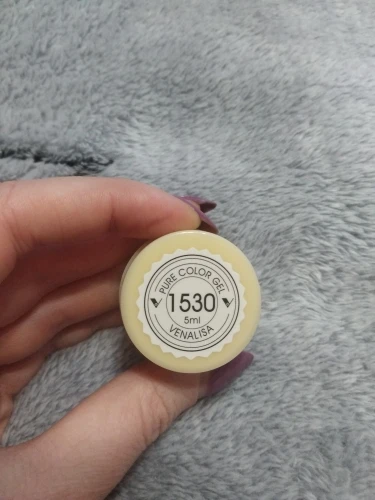 PURE COLOR GEL
1530
5ml
VENALISA